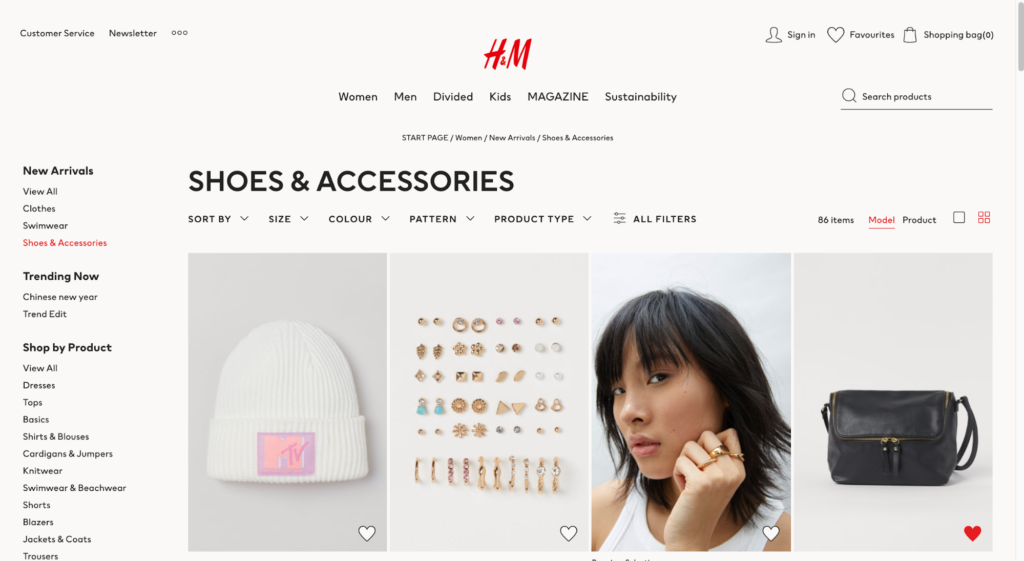 Customer Service Newsletter
H&M
Sign in Favourites Shopping bag(0)
Women Men Divided Kids MAGAZINE Sustainability
Search products
START PAGE / Women / New Arrivals / Shoes & Accessories
New Arrivals
View All
Clothes
Swimwear
Shoes & Accessories
Trending Now
Chinese new year
Trend Edit
Shop by Product
View All
Dresses
Tops
Basics
Shirts & Blouses
Cardigans & Jumpers
Knitwear
Swimwear & Beachwear
Shorts
Blazers
Jackets & Coats
Trousers
SHOES & ACCESSORIES
SORT BY SIZE COLOUR PATTERN PRODUCT TYPE ALL FILTERS
86 items Model Product
MTV